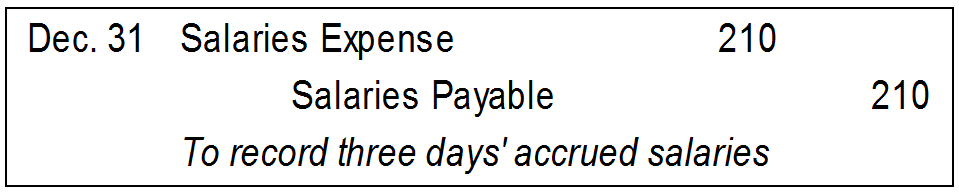 Dec. 31 Salaries Expense 210
Salaries Payable 210
To record three days' accrued salaries